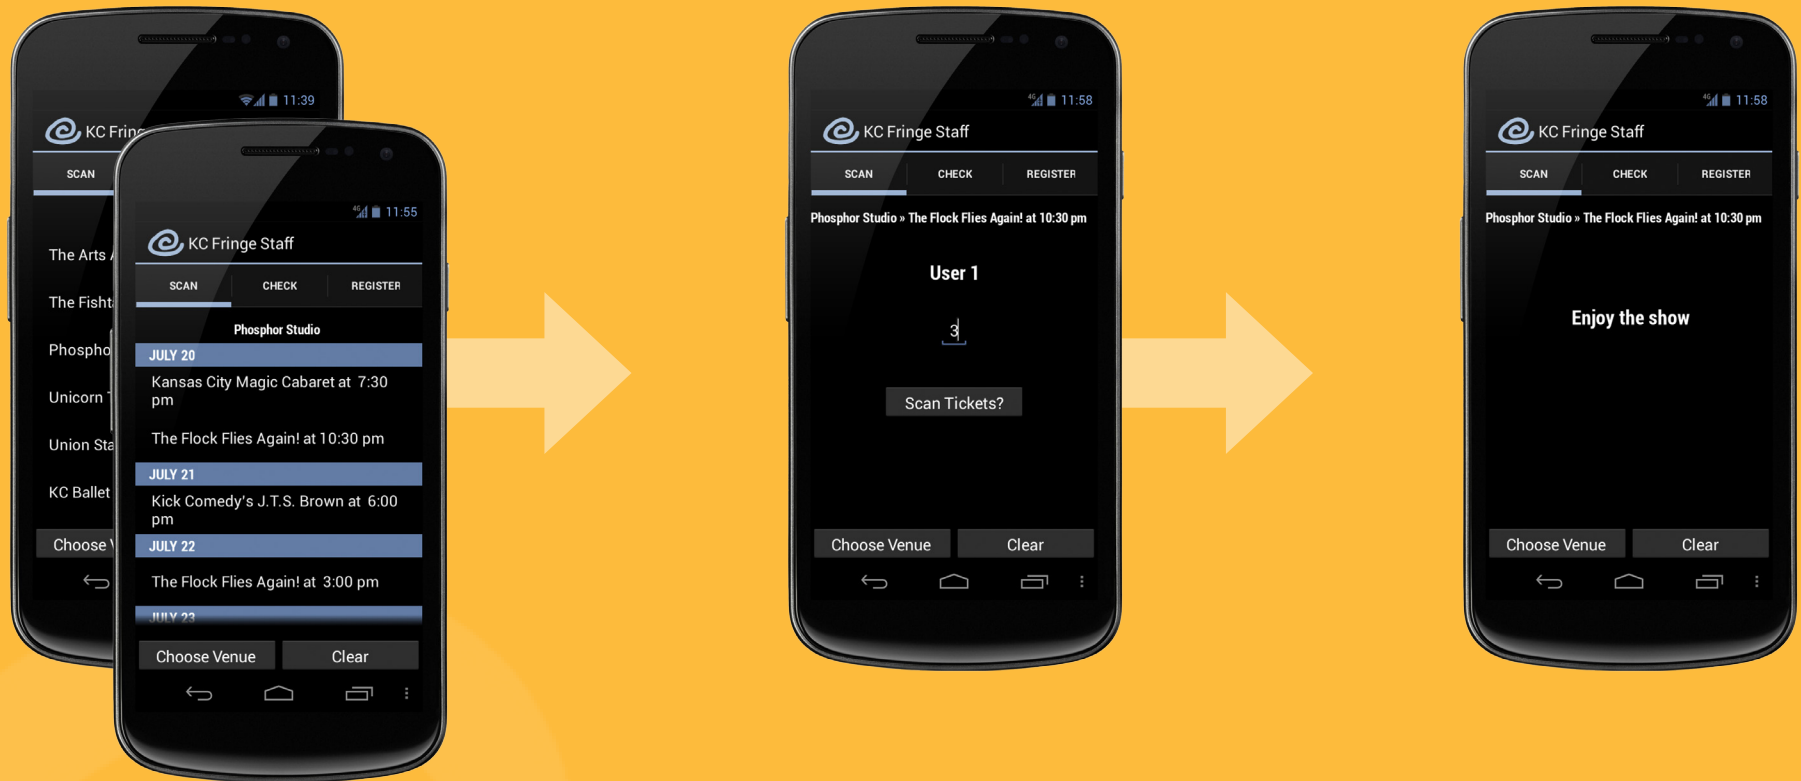 11:39
KC Fring
SCAN
The Arts
The Fisht
Phospho
Unicorn
Union Sta
KC Ballet
Choose
4G 11:55
KC Fringe Staff
SCAN CHECK REGISTER
Phosphor Studio
JULY 20
Kansas City Magic Cabaret at 7:30
pm
The Flock Flies Again! at 10:30 pm
JULY 21
Kick Comedy's J.T.S. Brown at 6:00
pm
JULY 22
The Flock Flies Again! at 3:00 pm
JULY 23
Choose Venue Clear
4G 11:58
KC Fringe Staff
SCAN CHECK REGISTER
Phosphor Studio » The Flock Flies Again! at 10:30 pm
User 1
3
Scan Tickets?
Choose Venue Clear
4G 11:58
KC Fringe Staff
SCAN CHECK REGISTER
Phosphor Studio » The Flock Flies Again! at 10:30 pm
Enjoy the show
Choose Venue Clear